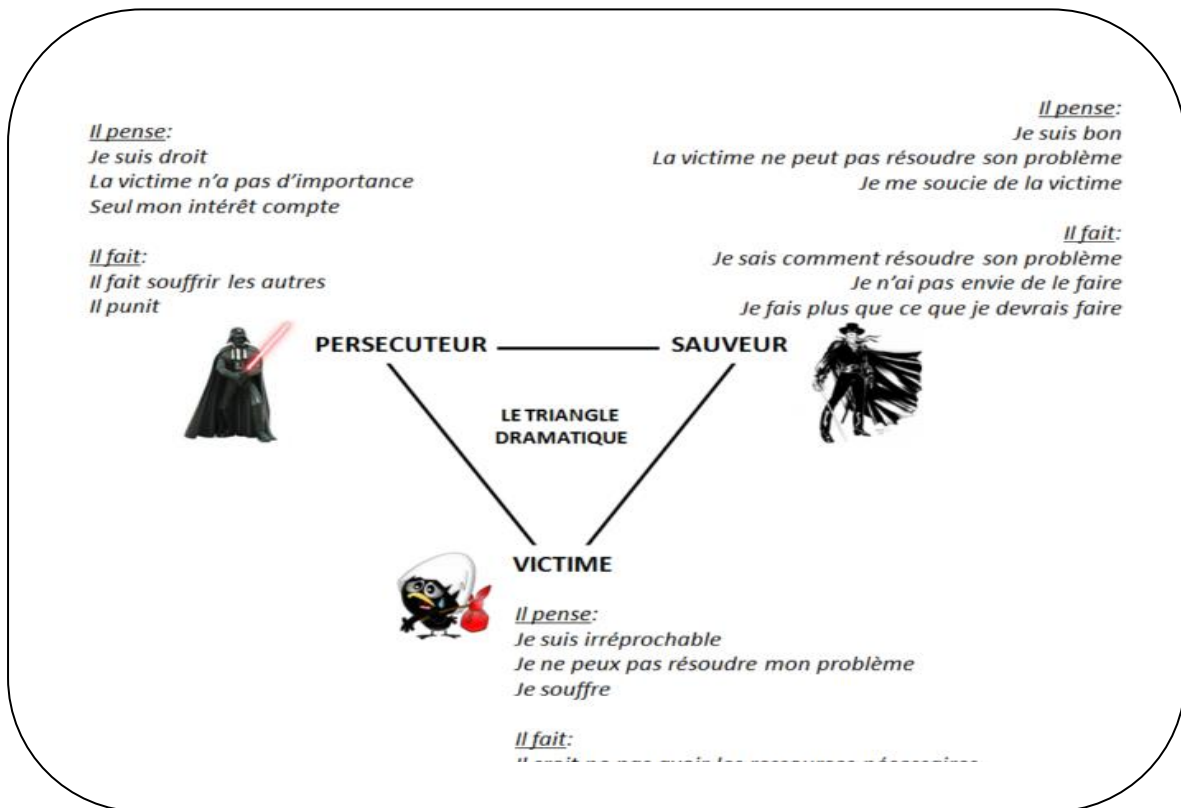 Il pense:
Je suis droit
La victime n'a pas d'importance
Seul mon intérêt compte
Il fait:
Il fait souffrir les autres
Il punit
Il pense:
Je suis bon
La victime ne peut pas résoudre son problème
Je me soucie de la victime
Il fait:
Je sais comment résoudre son problème
Je n'ai pas envie de le faire
Je fais plus que ce que je devrais faire
PERSECUTEUR
SAUVEUR
LE TRIANGLE
DRAMATIQUE
VICTIME
Il pense:
Je suis irréprochable
Je ne peux pas résoudre mon problème
Je souffre
Il fait: